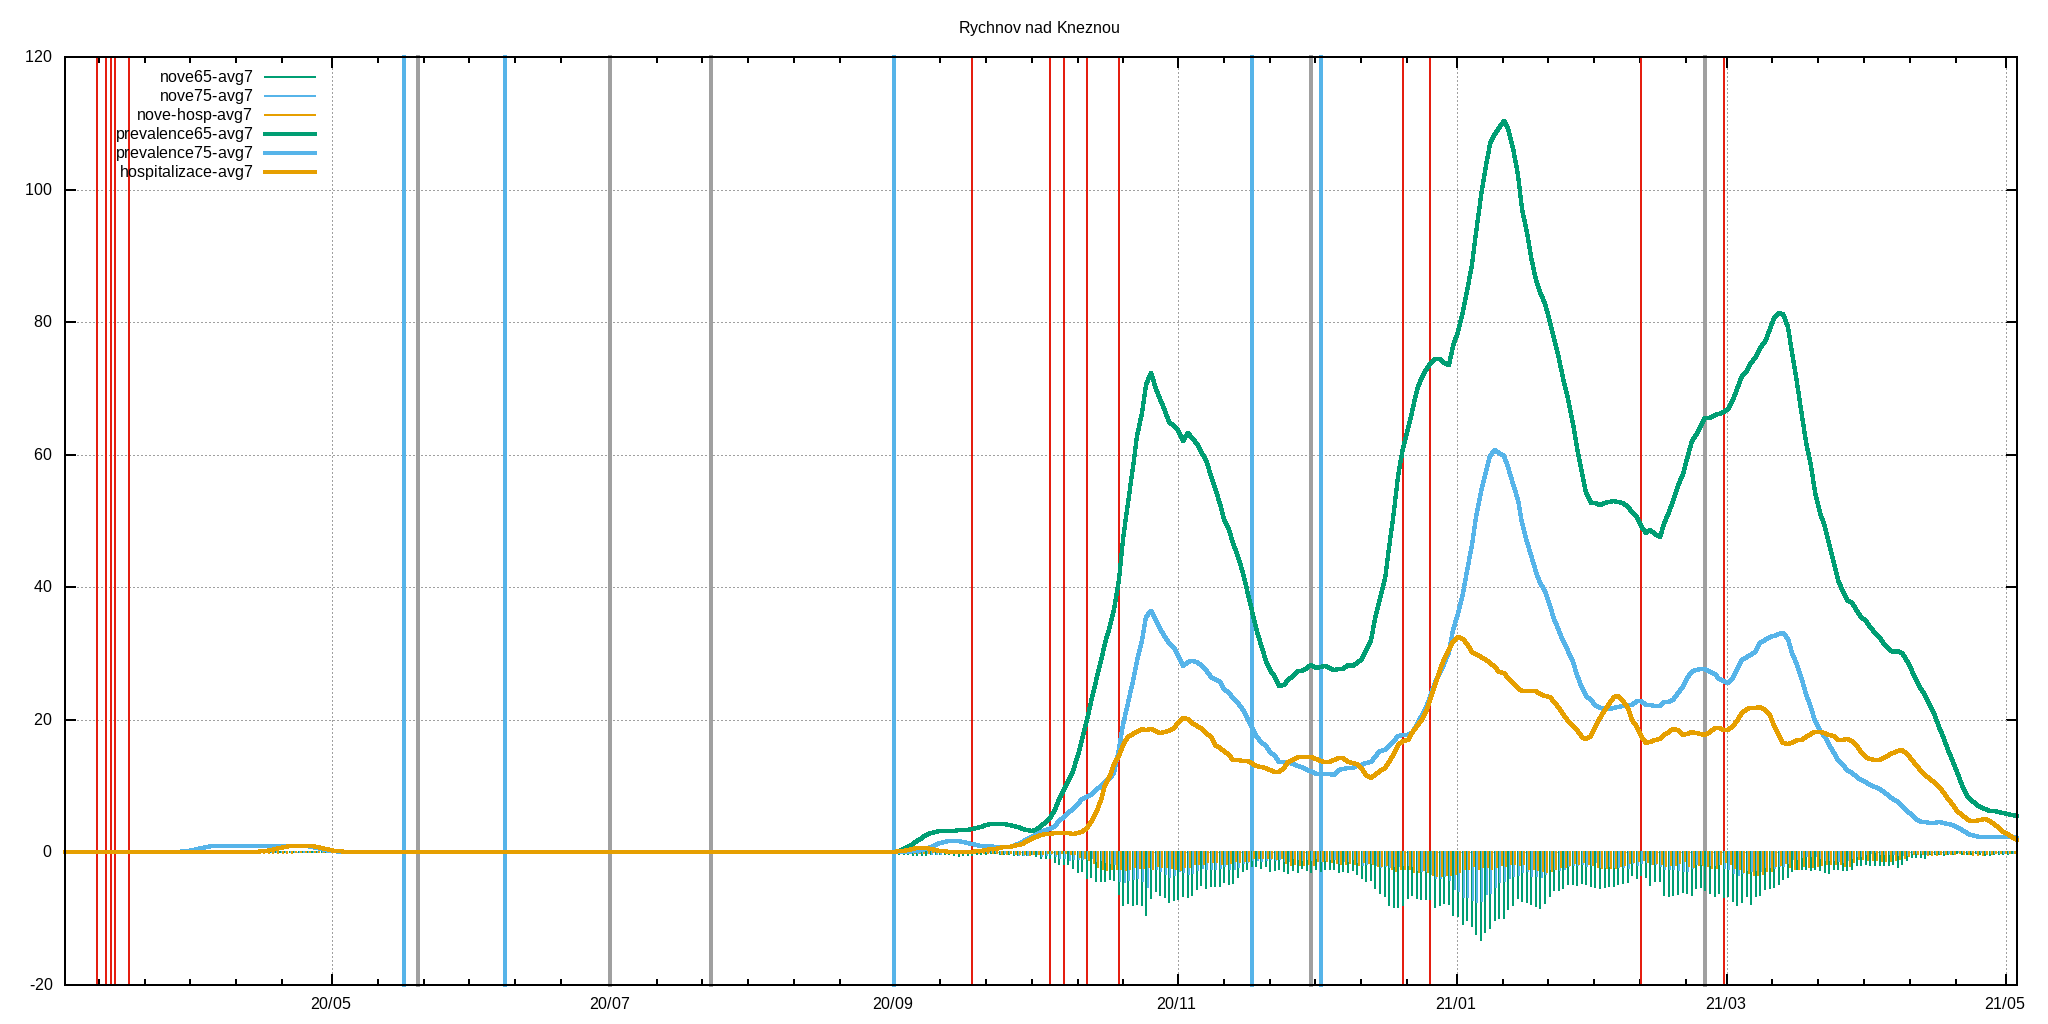 Rychnov nad Kneznou
120
100
80
60
40
20
0
-20
nove65-avg7
nove75-avg7
nove-hosp-avg7
prevalence65-avg7
prevalence75-avg7
hospitalizace-avg7
20/05 20/07 20/09 20/11 21/01 21/03 21/05